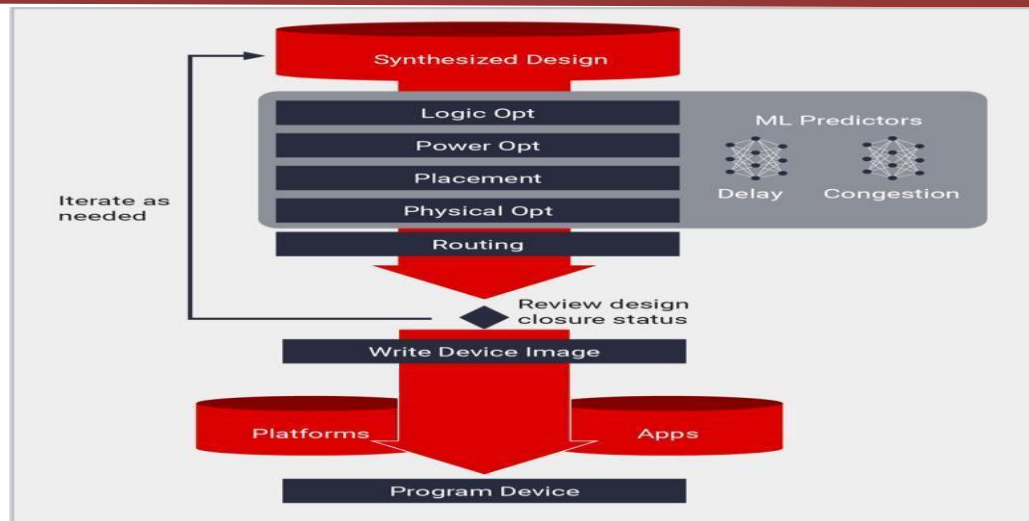 Synthesized Design
Logic Opt
ML Predictors
Power Opt
Placement
Delay
Congestion
Iterate as
needed
Physical Opt
Routing
Review design
closure status
Write Device Image
Platforms
Apps
Program Device